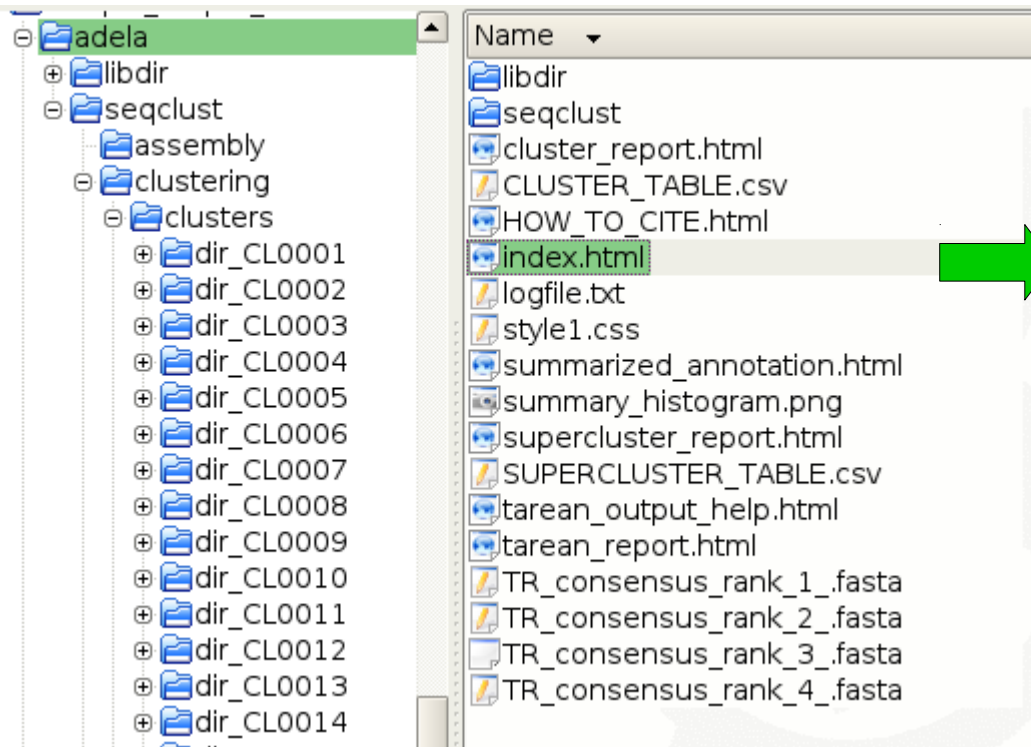 adela
libdir
seqclust
assembly
clustering
clusters
dir_CL0001
dir_CL0002
dir_CL0003
dir_CL0004
dir_CL0005
dir_CL0006
dir_CL0007
dir_CL0008
dir_CL0009
dir_CL0010
dir_CL0011
dir_CL0012
dir_CL0013
dir_CL0014
Name
libdir
seqclust
cluster_report.html
CLUSTER_TABLE.csv
HOW_TO_CITE.html
index.html
logfile.txt
style1.css
summarized_annotation.html
summary_histogram.png
supercluster_report.html
SUPERCLUSTER_TABLE.csv
tarean_output_help.html
tarean_report.html
TR_consensus_rank_1_.fasta
TR_consensus_rank_2_.fasta
TR_consensus_rank_3_.fasta
TR_consensus_rank_4_.fasta